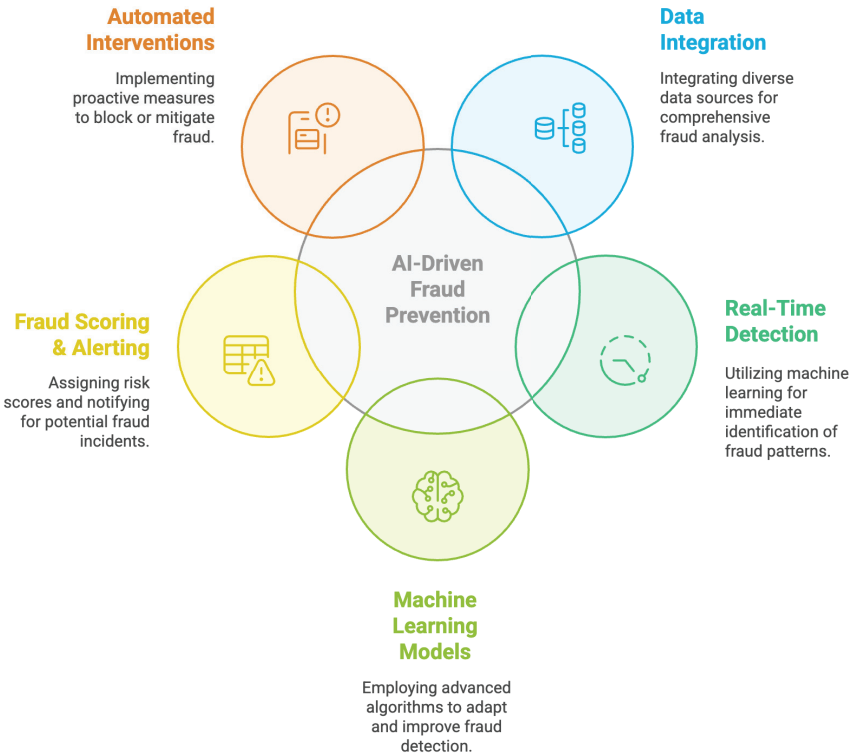 Automated
Interventions
Implementing
proactive measures
to block or mitigate
fraud.
Data
Integration
Integrating diverse
data sources for
comprehensive
fraud analysis.
AI-Driven
Fraud
Prevention
Fraud Scoring
& Alerting
Assigning risk
scores and notifying
for potential fraud
incidents.
Real-Time
Detection
Utilizing machine
learning for
immediate
identification of
fraud patterns.
Machine
Learning
Models
Employing advanced
algorithms to adapt
and improve fraud
detection.